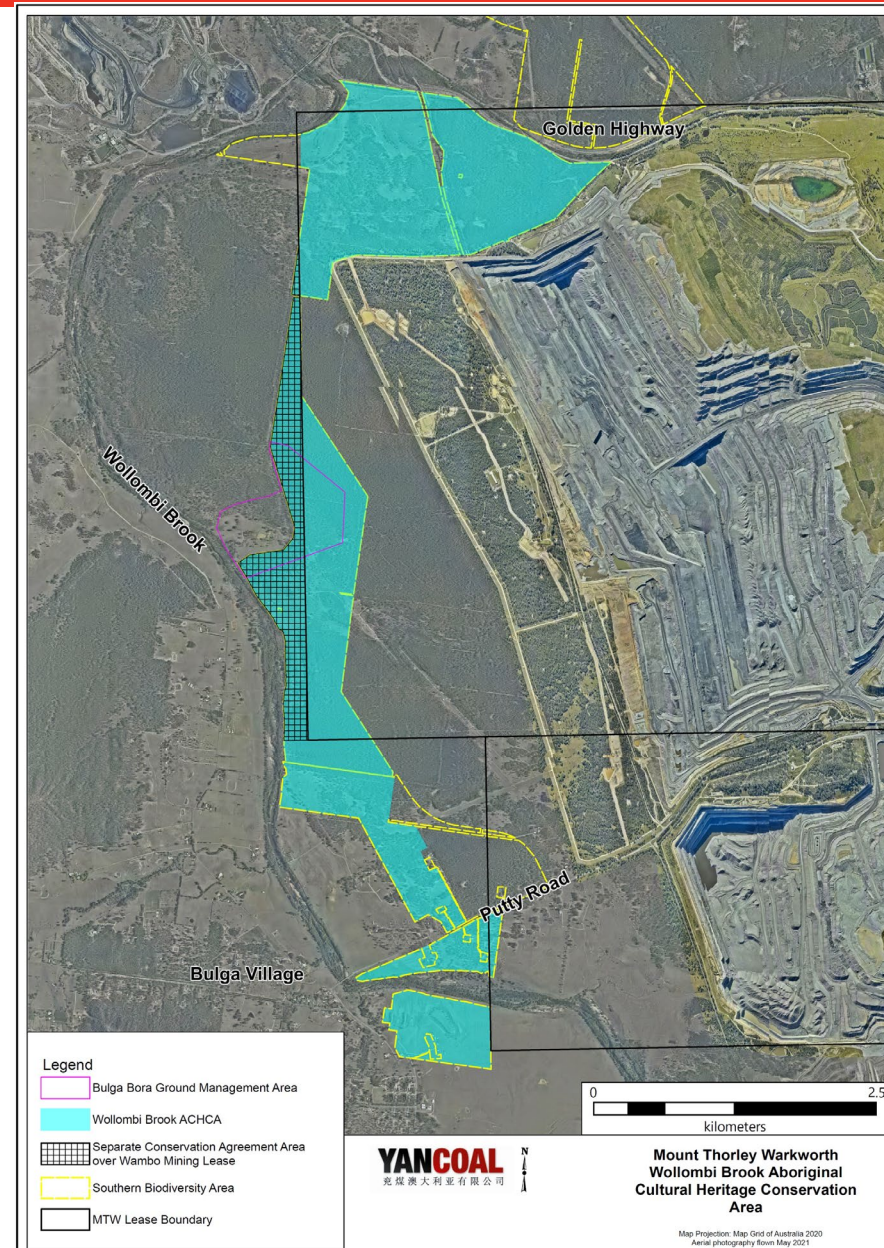 Golden Highway
Wollombi Brook
Putty Road
Bulga Village
Legend
Bulga Bora Ground Management Area
Wollombi Brook ACHCA
Separate Conservation Agreement Area
over Wambo Mining Lease
Southern Biodiversity Area
MTW Lease Boundary
0 2.5
kilometers
YANCOAL
兖煤澳大利亚有限公司
N
Mount Thorley Warkworth
Wollombi Brook Aboriginal
Cultural Heritage Conservation
Area
Map Projection: Map Grid of Australia 2020
Aerial photography flown May 2021